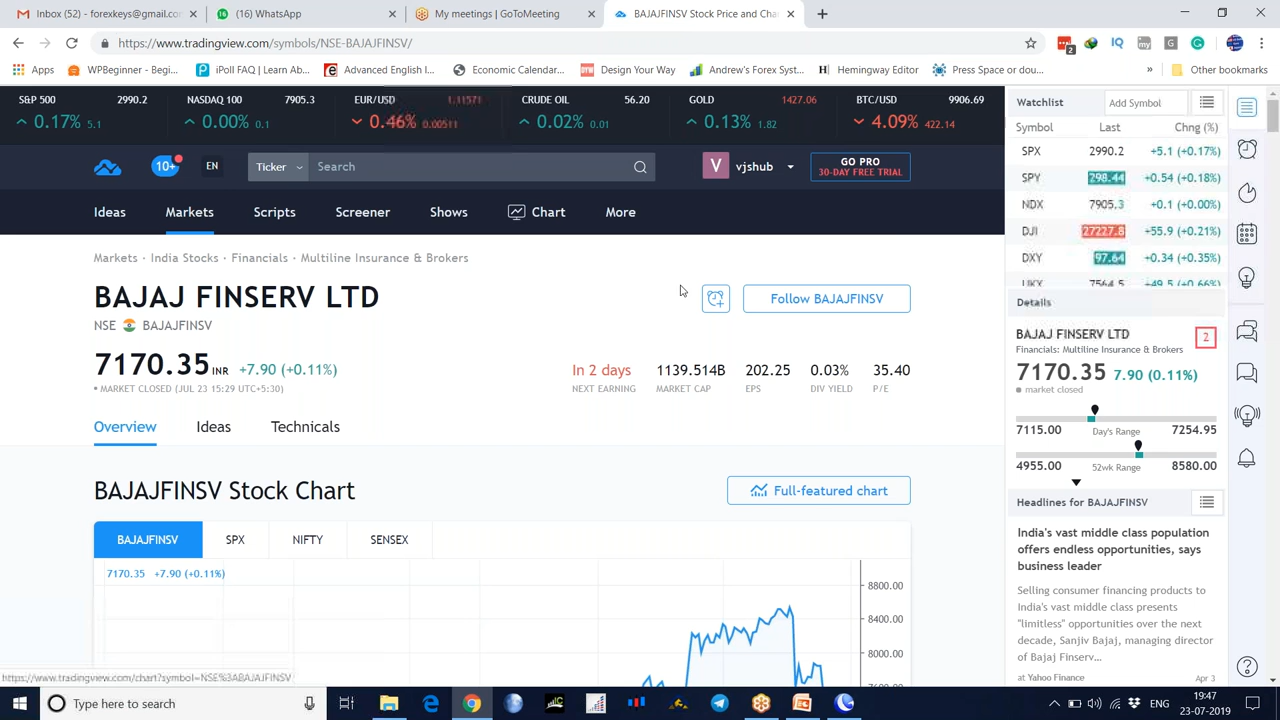 Inbox (52) - forexkeys@gmail.com
(16) WhatsApp
My meetings | GoToMeeting
BAJAJFINSV Stock Price and Cha
https://www.tradingview.com/symbols/NSE-BAJAJFINSV/
2
Apps
WPBeginner - Begi...
iPoll FAQ | Learn Ab...
Advanced English I...
Economic Calendar...
Design Your Way
Andrew's Forex Syst...
Hemingway Editor
Press Space or dou...
»
Other bookmarks
S&P 500 2990.2
0.17% 5.1
NASDAQ 100 7905.3
0.00% 0.1
EUR/USD 1.11571
0.46% 0.00511
CRUDE OIL 56.20
0.02% 0.01
GOLD 1427.06
0.13% 1.82
BTC/USD 9906.69
4.09% 422.14
10+
EN
Ticker
Search
V
vjshub
GO PRO
30-DAY FREE TRIAL
Ideas
Markets
Scripts
Screener
Shows
Chart
More
Markets · India Stocks · Financials · Multiline Insurance & Brokers
BAJAJ FINSERV LTD
Follow BAJAJFINSV
NSE BAJAJFINSV
7170.35 INR +7.90 (+0.11%)
• MARKET CLOSED (JUL 23 15:29 UTC+5:30)
In 2 days 1139.514B 202.25 0.03% 35.40
NEXT EARNING MARKET CAP EPS DIV YIELD P/E
Overview
Ideas
Technicals
BAJAJFINSV Stock Chart
Full-featured chart
BAJAJFINSV
SPX
NIFTY
SENSEX
7170.35 +7.90 (+0.11%)
8800.00
8400.00
8000.00
Watchlist
Add Symbol
Symbol Last Chng (%)
SPX 2990.2 +5.1 (+0.17%)
SPY 298.44 +0.54 (+0.18%)
NDX 7905.3 +0.1 (+0.00%)
DJI 27227.8 +55.9 (+0.21%)
DXY 97.64 +0.34 (+0.35%)
UKX 7564.5 +49.5 (+0.66%)
Details
BAJAJ FINSERV LTD
2
Financials: Multiline Insurance & Brokers
7170.35 7.90 (0.11%)
market closed
7115.00 Day's Range 7254.95
4955.00 52wk Range 8580.00
Headlines for BAJAJFINSV
India's vast middle class population
offers endless opportunities, says
business leader
Selling consumer financing products to
India's vast middle class presents
"limitless" opportunities over the next
decade, Sanjiv Bajaj, managing director
of Bajaj Finserv...
at Yahoo Finance Apr 3
https://www.tradingview.com/chart?symbol=NSE%3ABAJAJFINSV
Type here to search
ENG
19:47
23-07-2019